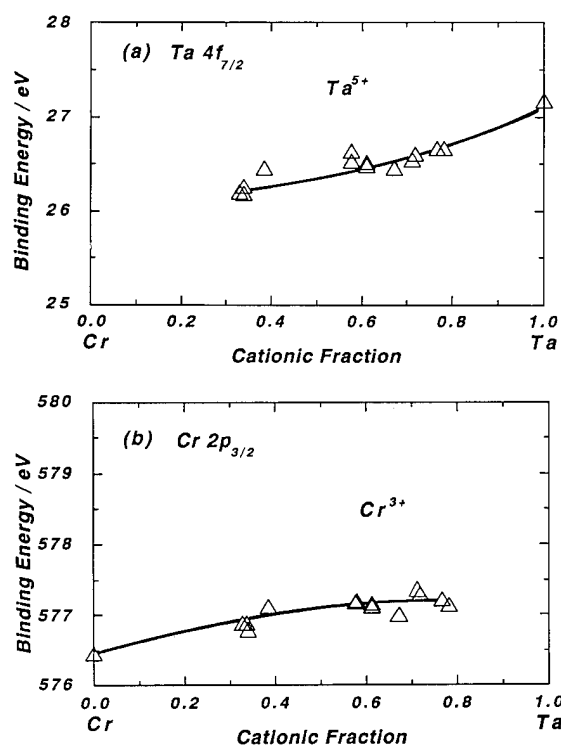 28
(a) Ta 4f7/2
Ta5+
27
26
25
Binding Energy / eV
0.0 0.2 0.4 0.6 0.8 1.0
Cr Cationic Fraction Ta
580
(b) Cr 2p3/2
579
Cr3+
578
577
576
Binding Energy / eV
0.0 0.2 0.4 0.6 0.8 1.0
Cr Cationic Fraction Ta